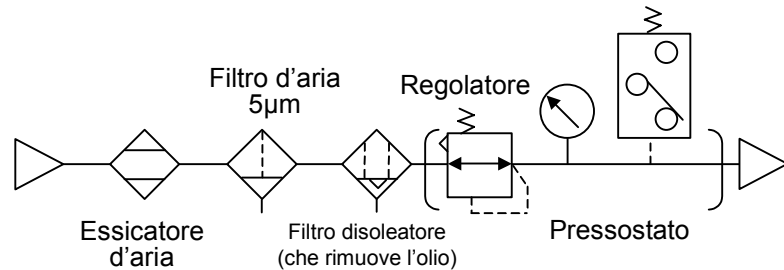 Filtro d’aria
5µm
Regolatore
Essicatore
d’aria
Filtro disoleatore
(che rimuove l’olio)
Pressostato